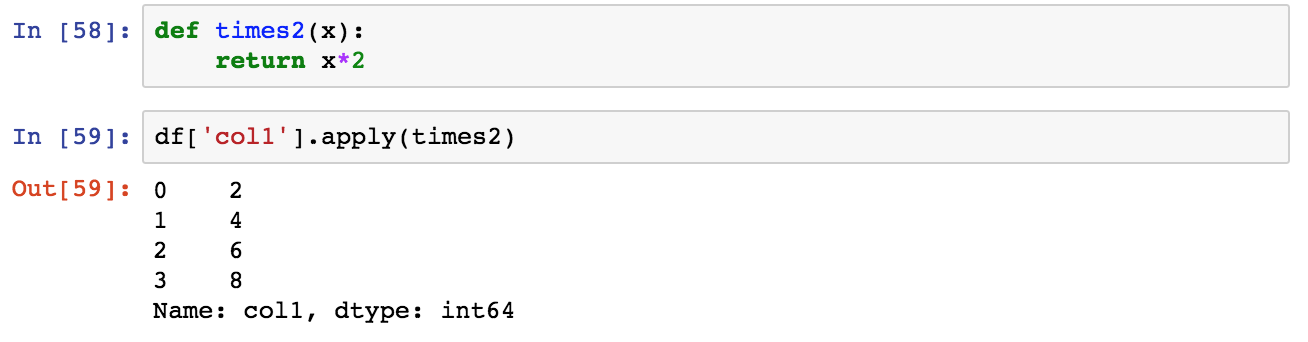 In [58]: def times2(x):
             return x*2
In [59]: df['col1'].apply(times2)
Out[59]: 0    2
         1    4
         2    6
         3    8
         Name: col1, dtype: int64